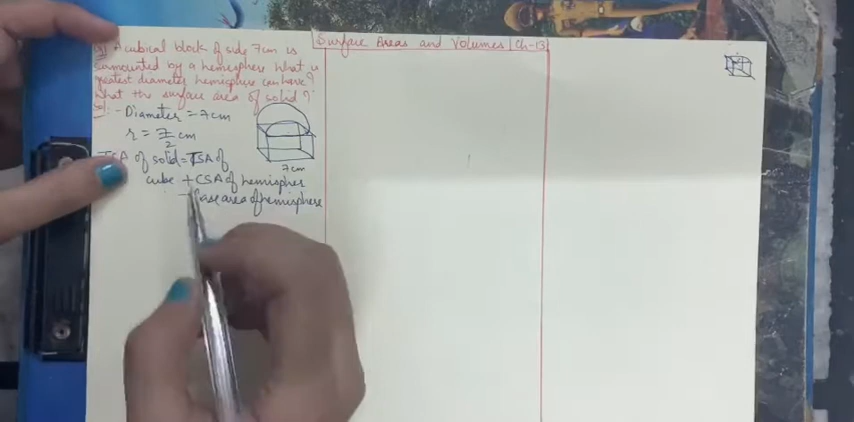 Surface Areas and Volumes | Ch-13
A cubical block of side 7cm is
surmounted by a hemisphere what is
greatest diameter hemisphere can have?
what the surface area of solid?
Sol:- Diameter = 7cm
r = 7/2 cm
TSA of solid = TSA of
cube + CSA of hemispher
- Base area of hemisphere
7cm